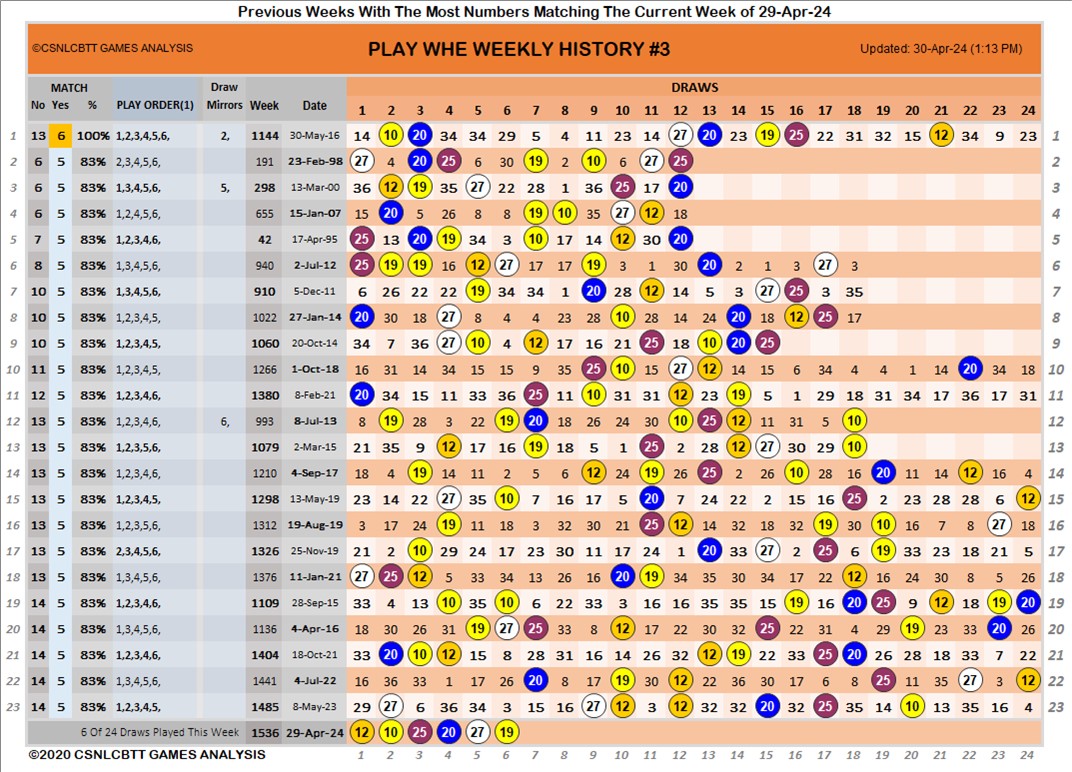 Previous Weeks With The Most Numbers Matching The Current Week of 29-Apr-24
©CSNLCBTT GAMES ANALYSIS PLAY WHE WEEKLY HISTORY #3 Updated: 30-Apr-24 (1:13 PM)
MATCH Draw DRAWS
No Yes % PLAY ORDER(1) Mirrors Week Date 1 2 3 4 5 6 7 8 9 10 11 12 13 14 15 16 17 18 19 20 21 22 23 24
1 13 6 100% 1,2,3,4,5,6, 2, 1144 30-May-16 14 10 20 34 34 29 5 4 11 23 14 27 20 23 15 16 22 31 32 15 12 34 9 23 1
2 6 5 83% 2,3,4,5,6, 191 23-Feb-98 27 4 20 25 6 30 19 2 10 6 27 25 2
3 6 5 83% 1,3,4,5,6, 5, 298 13-Mar-00 36 12 19 35 27 22 28 1 36 25 17 20 3
4 6 5 83% 1,2,4,5,6, 655 15-Jan-07 15 20 5 26 8 8 19 10 35 27 12 18 4
5 7 5 83% 1,2,3,4,6, 42 17-Apr-95 25 13 20 19 34 3 10 17 14 12 30 20 5
6 8 5 83% 1,3,4,5,6, 940 2-Jul-12 25 19 19 16 12 27 17 17 19 3 1 30 20 2 1 3 27 3 6
7 10 5 83% 1,3,4,5,6, 910 5-Dec-11 6 26 22 22 19 34 34 1 20 28 12 14 5 3 27 25 3 35 7
8 10 5 83% 1,2,3,4,5, 1022 27-Jan-14 20 30 18 27 8 4 4 23 28 10 28 14 24 20 18 12 25 17 8
9 10 5 83% 1,2,3,4,5, 1060 20-Oct-14 34 7 36 27 10 4 12 17 16 21 25 18 10 20 25 9
10 11 5 83% 1,2,3,4,5, 1266 1-Oct-18 16 31 14 34 15 15 9 35 25 10 15 27 12 14 15 6 34 4 4 1 14 20 34 18 10
11 12 5 83% 1,2,3,4,6, 1380 8-Feb-21 20 34 15 11 33 36 25 11 10 31 31 12 23 19 5 1 29 18 31 34 17 36 17 31 11
12 13 5 83% 1,2,3,4,6, 6, 993 8-Jul-13 8 19 28 3 22 19 20 18 26 24 30 10 25 12 11 31 5 10 12
13 13 5 83% 1,2,3,5,6, 1079 2-Mar-15 21 35 9 12 17 16 19 18 5 1 25 2 28 12 27 30 29 10 13
14 13 5 83% 1,2,3,4,6, 1210 4-Sep-17 18 4 19 14 11 2 5 6 12 24 19 26 25 2 26 10 28 16 20 11 14 12 16 4 14
15 13 5 83% 1,2,3,4,5, 1298 13-May-19 23 14 22 27 35 10 7 16 17 5 20 7 24 22 2 15 16 25 2 23 28 28 6 12 15
16 13 5 83% 1,2,3,5,6, 1312 19-Aug-19 3 17 24 19 11 18 3 32 30 21 25 12 14 32 18 32 19 30 10 16 7 8 27 18 16
17 13 5 83% 2,3,4,5,6, 1326 25-Nov-19 21 2 10 29 24 17 23 30 11 17 24 1 20 33 27 2 25 6 19 33 23 18 21 5 17
18 13 5 83% 1,3,4,5,6, 1376 11-Jan-21 27 25 12 5 33 34 13 26 16 20 19 34 35 30 34 17 22 12 16 24 30 8 5 26 18
19 14 5 83% 1,2,3,4,6, 1109 28-Sep-15 33 4 13 10 35 10 6 22 33 3 16 16 35 35 15 19 16 20 25 9 12 18 19 20 19
20 14 5 83% 1,3,4,5,6, 1136 4-Apr-16 18 30 26 31 19 27 25 33 8 12 17 22 30 32 25 22 31 4 29 19 22 33 20 26 20
21 14 5 83% 1,2,3,4,6, 1404 18-Oct-21 33 20 10 12 15 8 28 31 16 14 26 32 12 19 22 33 25 20 26 28 18 33 7 22 21
22 14 5 83% 1,3,4,5,6, 1441 4-Jul-22 16 36 33 1 17 26 20 8 17 19 30 12 22 36 30 17 6 8 25 11 35 27 3 12 22
23 14 5 83% 1,2,3,4,5, 1485 8-May-23 29 27 6 36 34 3 15 16 27 12 3 12 32 32 20 32 25 35 14 10 13 35 16 4 23
6 Of 24 Draws Played This Week 1536 29-Apr-24 12 10 25 20 27 19
©2020 CSNLCBTT GAMES ANALYSIS 1 2 3 4 5 6 7 8 9 10 11 12 13 14 15 16 17 18 19 20 21 22 23 24